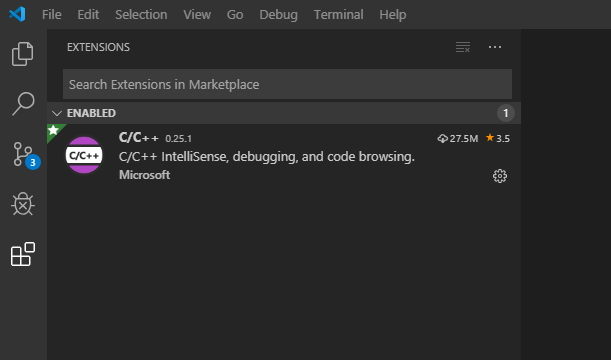 File Edit Selection View Go Debug Terminal Help
EXTENSIONS
Search Extensions in Marketplace
ENABLED 1
C/C++ 0.25.1 27.5M 3.5
C/C++ C/C++ IntelliSense, debugging, and code browsing.
3
Microsoft